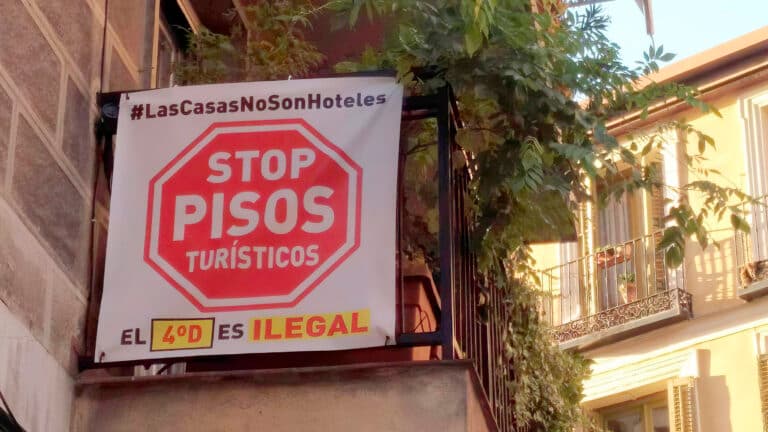 #LasCasasNoSonHoteles
STOP
PISOS
TURÍSTICOS
EL 4ºD ES ILEGAL